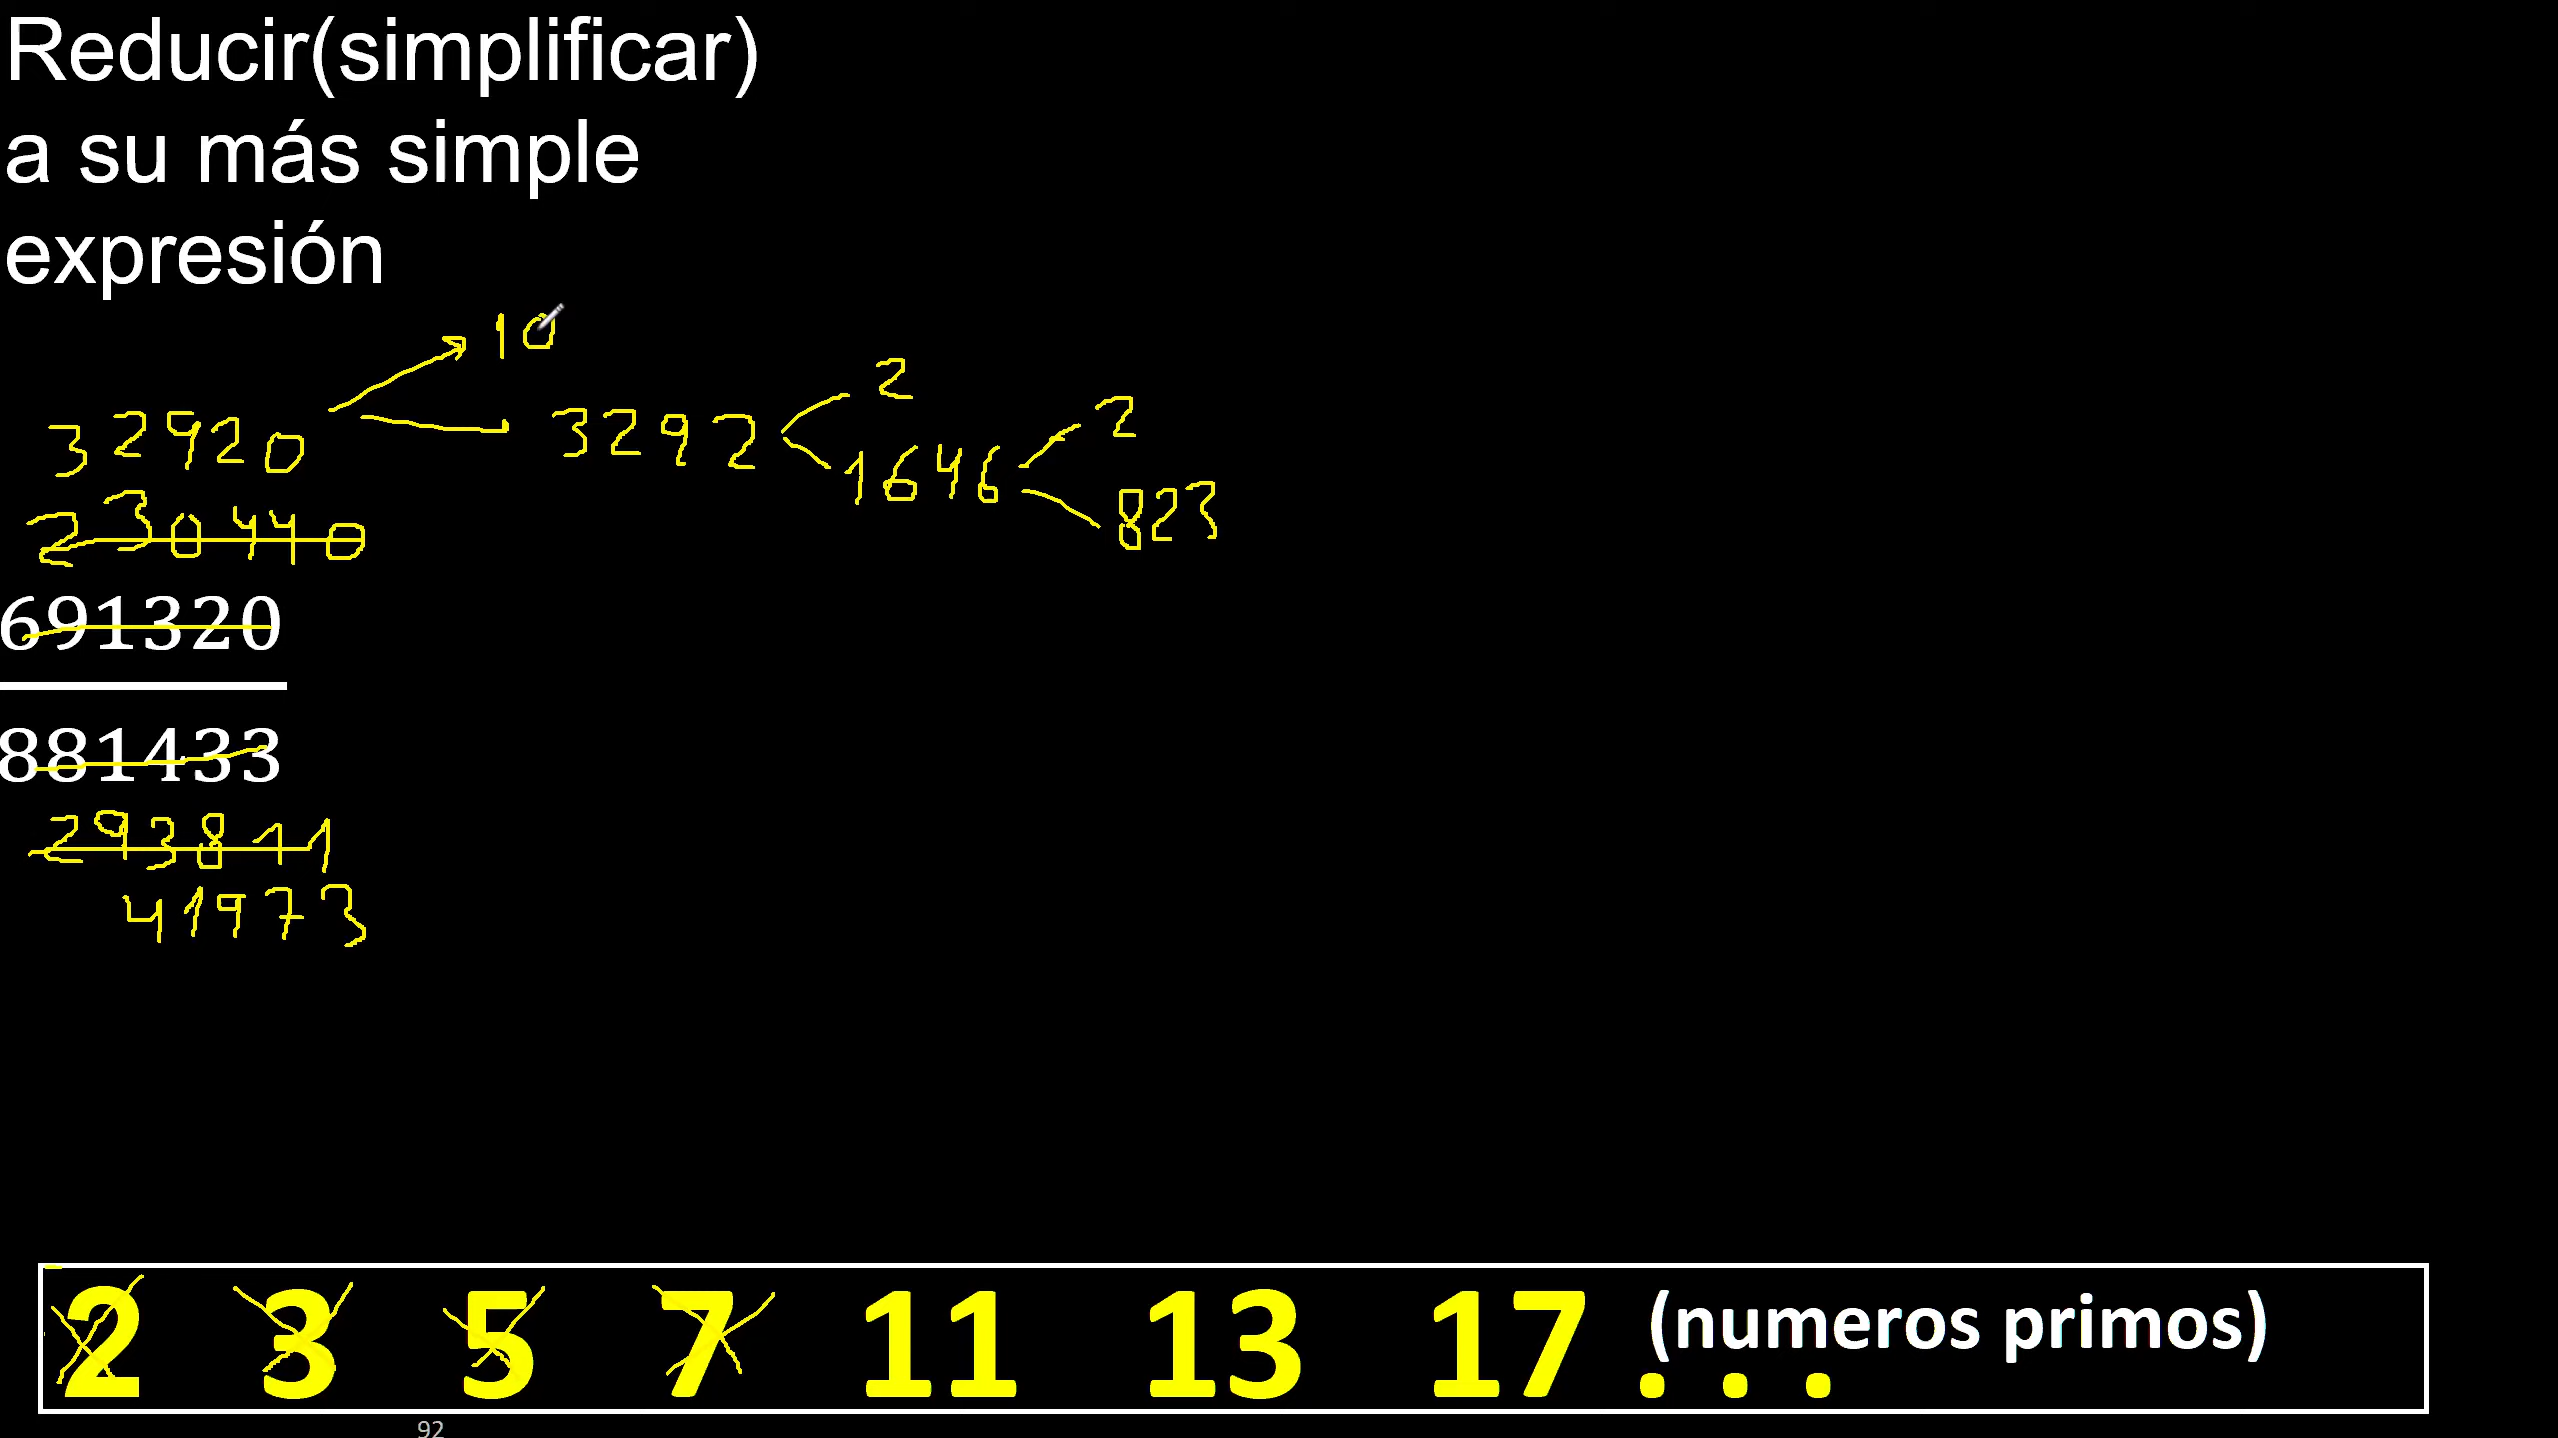 Reducir(simplificar)
a su más simple
expresión
10
2
32920 3292 2
1646
823
230440
691320
881433
293811
41973
2 3 5 7 11 13 17 . . . (numeros primos)
92